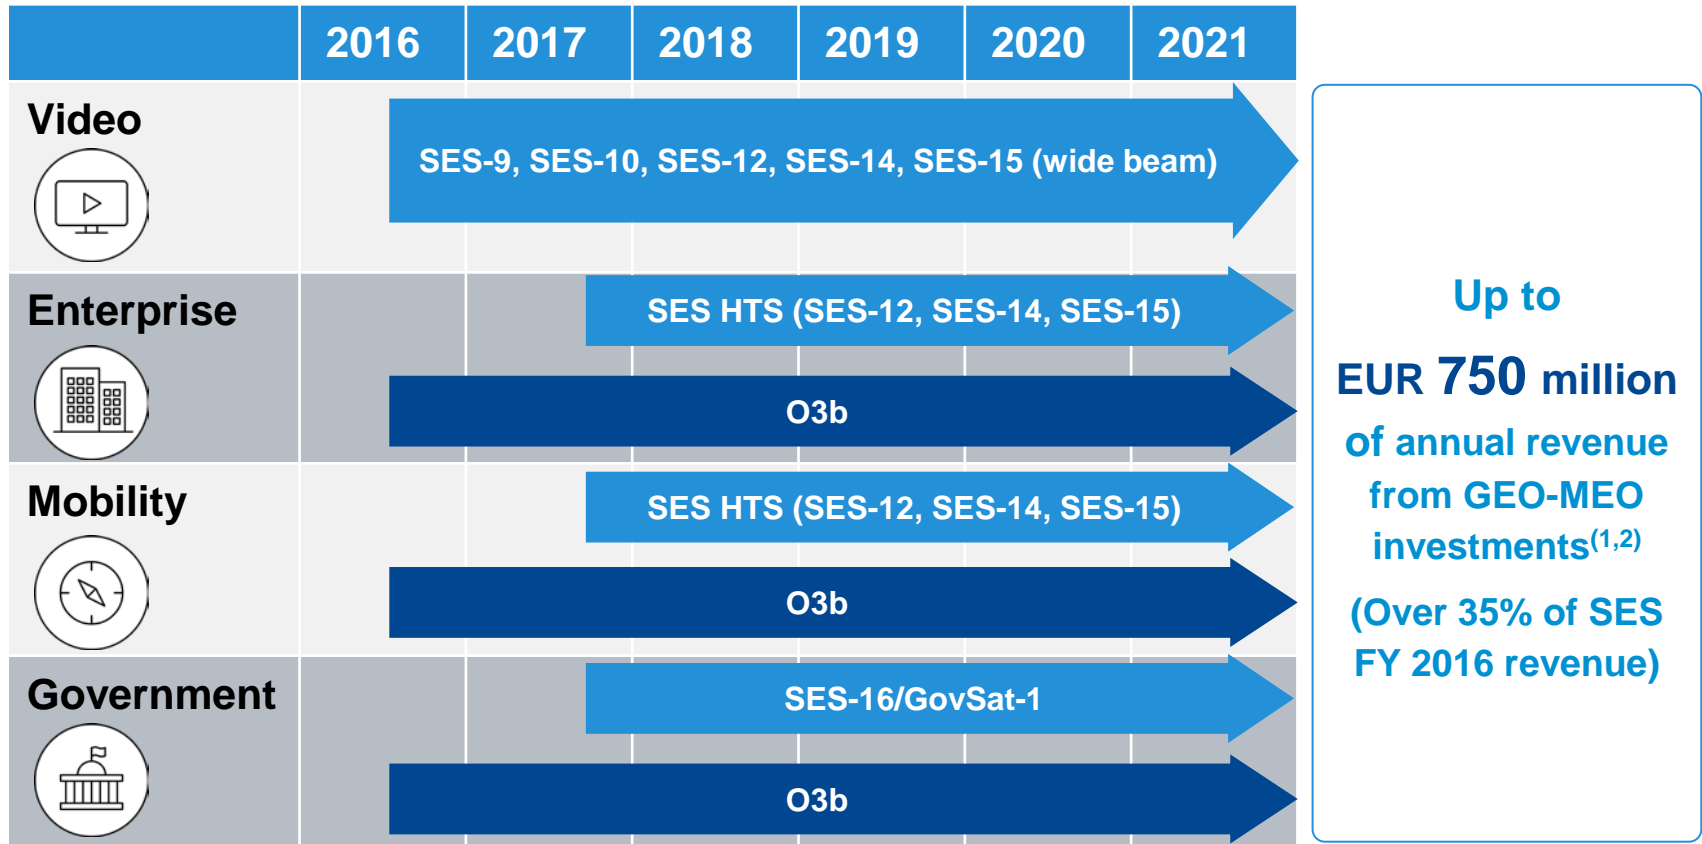 2016 2017 2018 2019 2020 2021
Video
SES-9, SES-10, SES-12, SES-14, SES-15 (wide beam)
Enterprise
SES HTS (SES-12, SES-14, SES-15)
O3b
Mobility
SES HTS (SES-12, SES-14, SES-15)
O3b
Government
SES-16/GovSat-1
O3b
Up to
EUR 750 million
of annual revenue
from GEO-MEO
investments(1,2)
(Over 35% of SES
FY 2016 revenue)